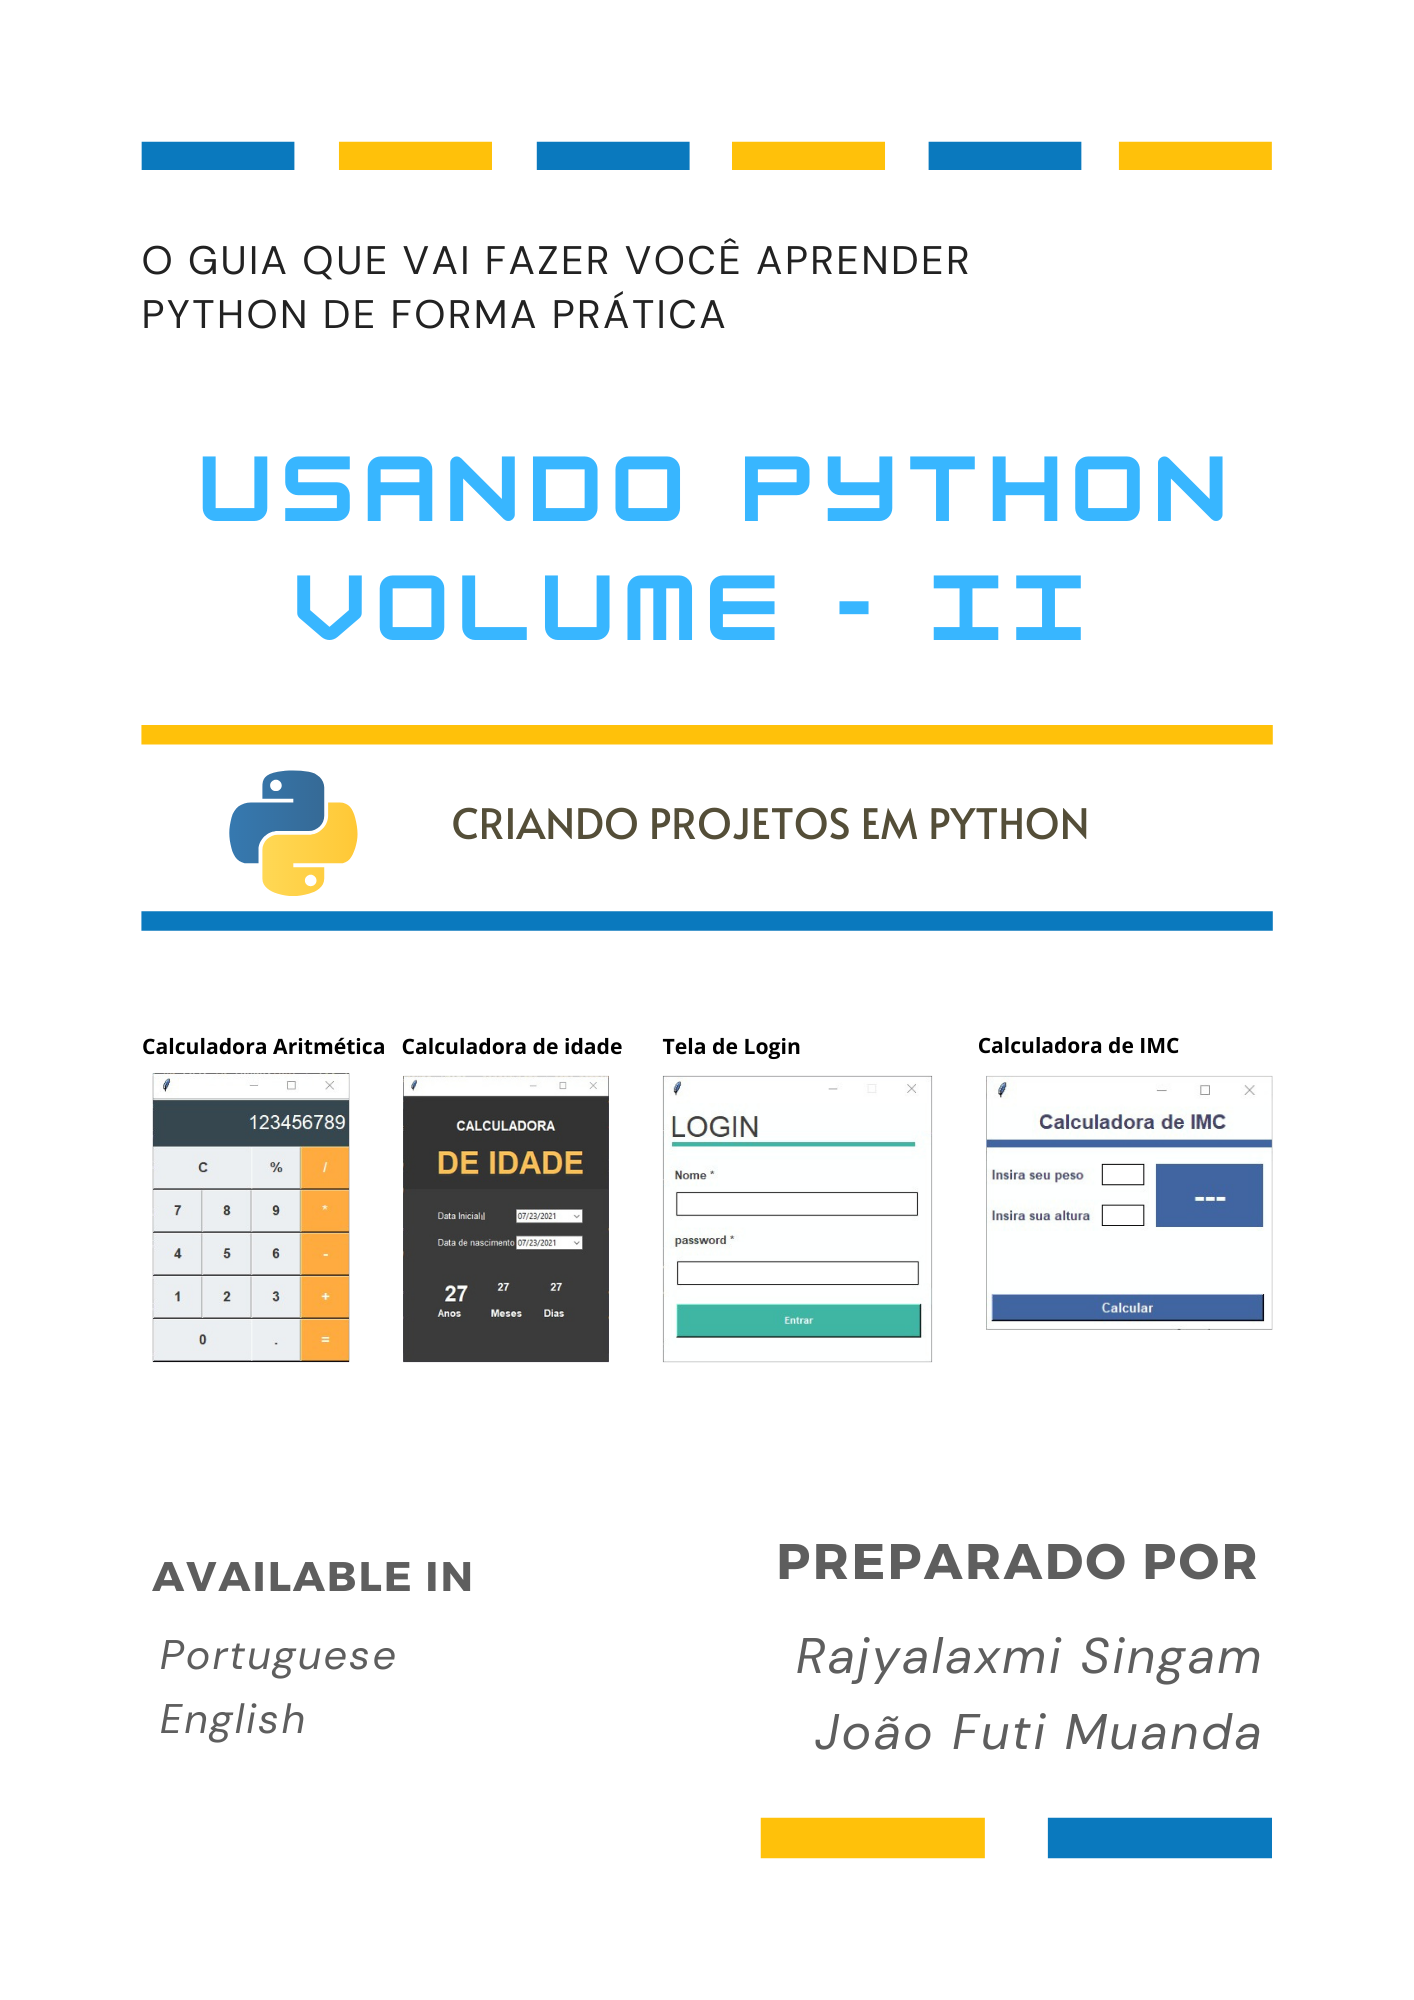 O GUIA QUE VAI FAZER VOCÊ APRENDER
PYTHON DE FORMA PRÁTICA
USANDO PYTHON
VOLUME - II
CRIANDO PROJETOS EM PYTHON
Calculadora Aritmética
123456789
C % /
7 8 9 *
4 5 6 -
1 2 3 +
0 . =
Calculadora de idade
CALCULADORA
DE IDADE
Data Inicial 07/23/2021
Data de nascimento 07/23/2021
27 27 27
Anos Meses Dias
Tela de Login
LOGIN
Nome *
password *
Entrar
Calculadora de IMC
Calculadora de IMC
Insira seu peso
---
Insira sua altura
Calcular
AVAILABLE IN
Portuguese
English
PREPARADO POR
Rajyalaxmi Singam
João Futi Muanda